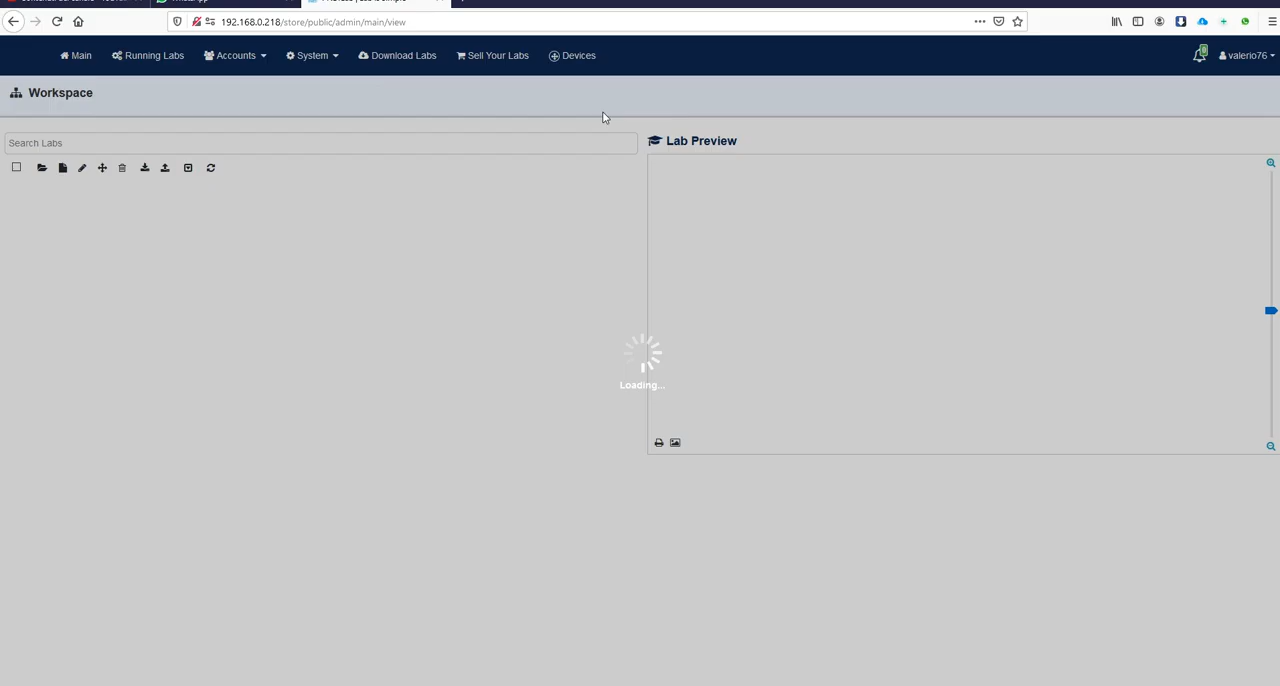 192.168.0.218/store/public/admin/main/view
Main Running Labs Accounts System Download Labs Sell Your Labs Devices valerio76
Workspace
Search Labs
Lab Preview
Loading...